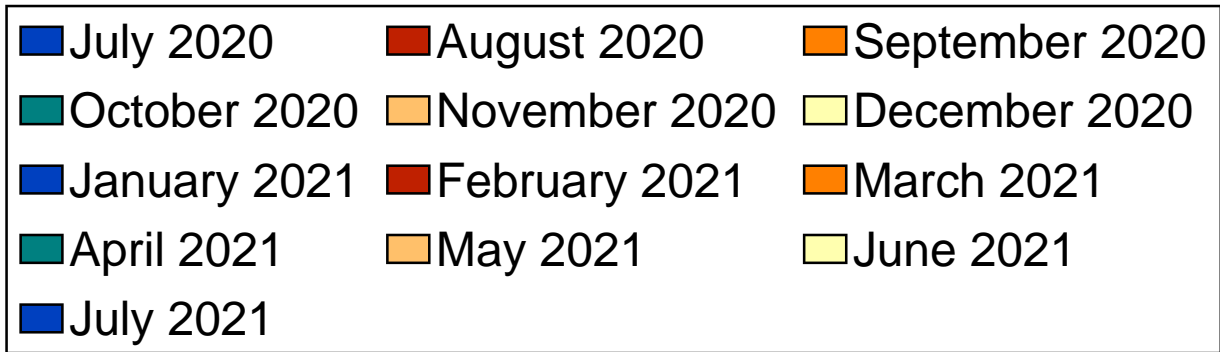 July 2020 August 2020 September 2020
October 2020 November 2020 December 2020
January 2021 February 2021 March 2021
April 2021 May 2021 June 2021
July 2021